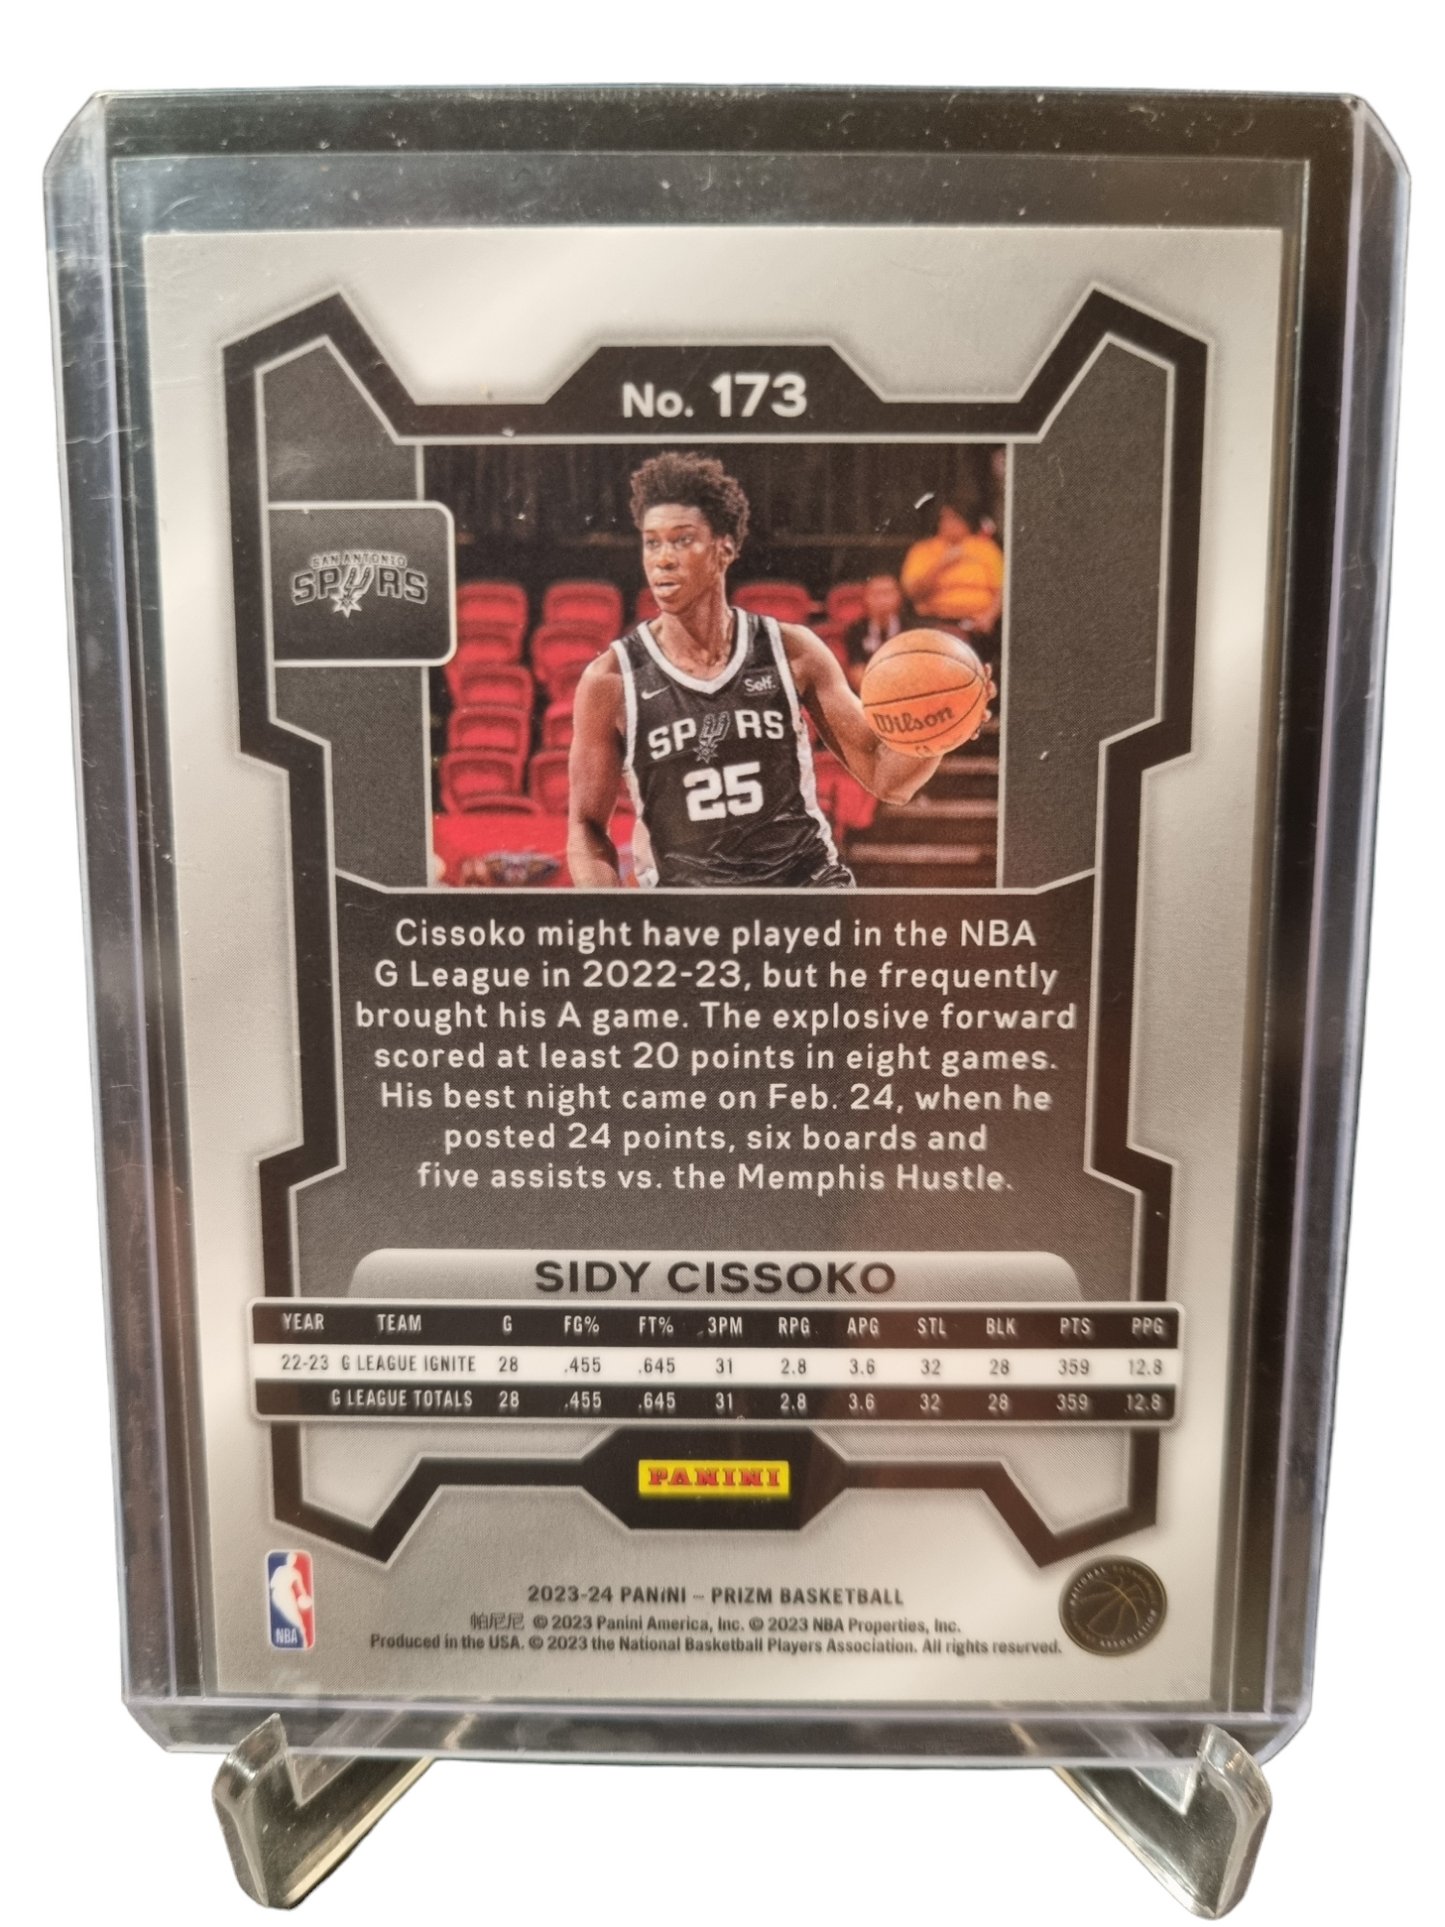 No. 173
SAN ANTONIO
SPURS
Self.
SPURS
25
Wilson
Cissoko might have played in the NBA
G League in 2022-23, but he frequently
brought his A game. The explosive forward
scored at least 20 points in eight games.
His best night came on Feb. 24, when he
posted 24 points, six boards and
five assists vs. the Memphis Hustle.
SIDY CISSOKO
YEAR TEAM G FG% FT% 3PM RPG APG STL BLK PTS PPG
22-23 G LEAGUE IGNITE 28 .455 .645 31 2.8 3.6 32 28 359 12.8
G LEAGUE TOTALS 28 .455 .645 31 2.8 3.6 32 28 359 12.8
PANINI
NBA
2023-24 PANINI – PRIZM BASKETBALL
帕尼尼 © 2023 Panini America, Inc. © 2023 NBA Properties, Inc.
Produced in the USA. © 2023 the National Basketball Players Association. All rights reserved.